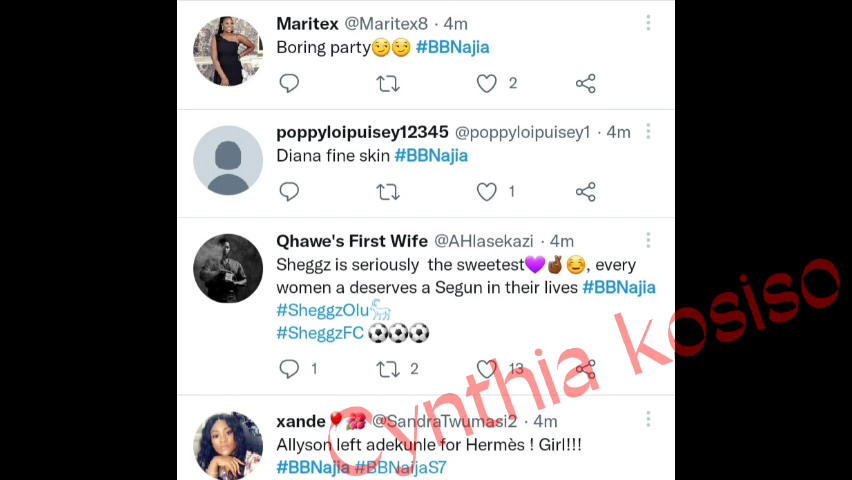 Maritex @Maritex8 · 4m
Boring party😏😏 #BBNajia
2
poppyloipuisey12345 @poppyloipuisey1 · 4m
Diana fine skin #BBNajia
1
Qhawe's First Wife @AHlasekazi · 4m
Sheggz is seriously the sweetest💜🤞🏾☺️, every
women a deserves a Segun in their lives #BBNajia
#SheggzOlu🐐
#SheggzFC ⚽⚽⚽
1 2 13
xande🎈🌺 @SandraTwumasi2 · 4m
Allyson left adekunle for Hermès ! Girl!!!
#BBNajia #BBNaijaS7
Cynthia kosiso